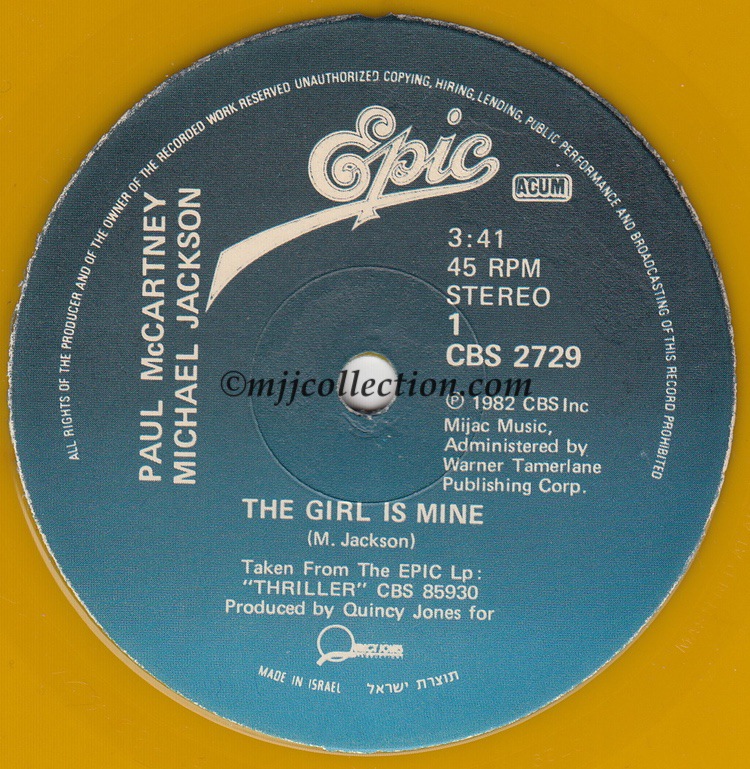 ALL RIGHTS OF THE PRODUCER AND OF THE OWNER OF THE RECORDED WORK RESERVED UNAUTHORIZED COPYING, HIRING, LENDING, PUBLIC PERFORMANCE AND BROADCASTING OF THIS RECORD PROHIBITED
Epic
ACUM
PAUL McCARTNEY
MICHAEL JACKSON
3:41
45 RPM
STEREO
1
CBS 2729
©mjjcollection.com
℗ 1982 CBS Inc
Mijac Music,
Administered by
Warner Tamerlane
Publishing Corp.
THE GIRL IS MINE
(M. Jackson)
Taken From The EPIC Lp:
"THRILLER" CBS 85930
Produced by Quincy Jones for
QUINCY JONES
MADE IN ISRAEL תוצרת ישראל